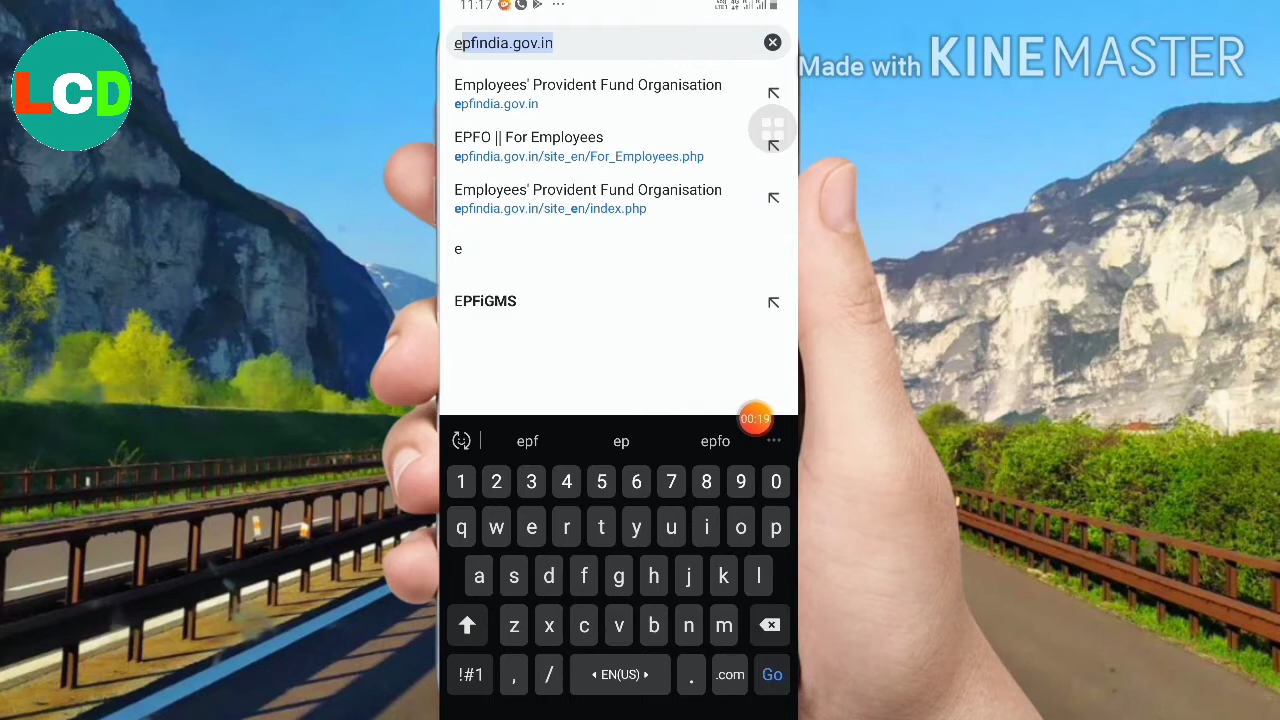 LCD
Made with KINEMASTER
11:17
epfindia.gov.in
Employees' Provident Fund Organisation
epfindia.gov.in
EPFO || For Employees
epfindia.gov.in/site_en/For_Employees.php
Employees' Provident Fund Organisation
epfindia.gov.in/site_en/index.php
e
EPFiGMS
00:19
epf ep epfo
1 2 3 4 5 6 7 8 9 0
q w e r t y u i o p
a s d f g h j k l
z x c v b n m
!#1 , / EN(US) . .com Go